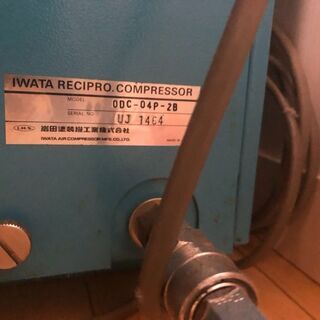 IWATA RECIPRO. COMPRESSOR
MODEL ODC-04P-2B
SERIAL NO UJ 1464
岩田塗装機工業株式会社
IWATA AIR COMPRESSOR MFG.CO.,LTD.